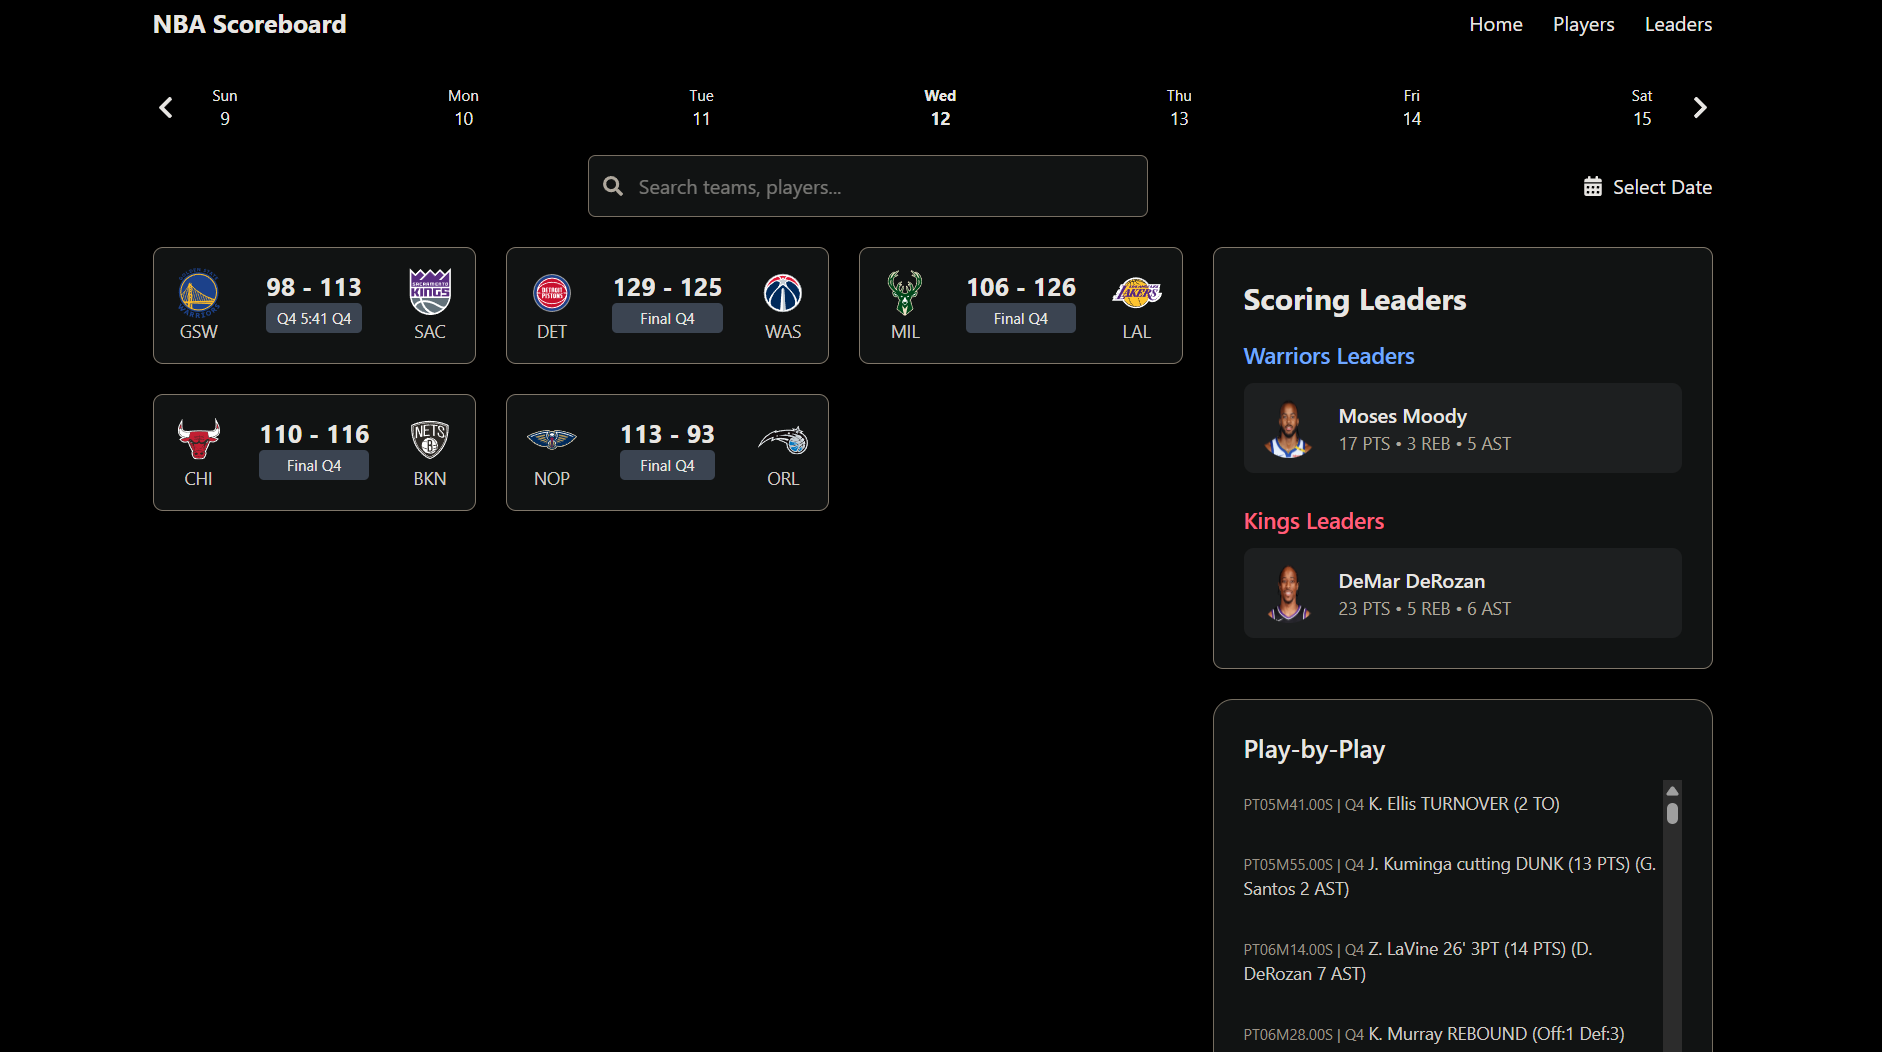 NBA Scoreboard
Home Players Leaders
Sun Mon Tue Wed Thu Fri Sat
9 10 11 12 13 14 15
Search teams, players...
Select Date
98 - 113
Q4 5:41 Q4
GSW SAC
129 - 125
Final Q4
DET WAS
106 - 126
Final Q4
MIL LAL
110 - 116
Final Q4
CHI BKN
113 - 93
Final Q4
NOP ORL
SACRAMENTO
KINGS
DETROIT
PISTONS
LAKERS
NETS
B
Scoring Leaders
Warriors Leaders
Moses Moody
17 PTS • 3 REB • 5 AST
Kings Leaders
DeMar DeRozan
23 PTS • 5 REB • 6 AST
Play-by-Play
PT05M41.00S | Q4 K. Ellis TURNOVER (2 TO)
PT05M55.00S | Q4 J. Kuminga cutting DUNK (13 PTS) (G.
Santos 2 AST)
PT06M14.00S | Q4 Z. LaVine 26' 3PT (14 PTS) (D.
DeRozan 7 AST)
PT06M28.00S | Q4 K. Murray REBOUND (Off:1 Def:3)